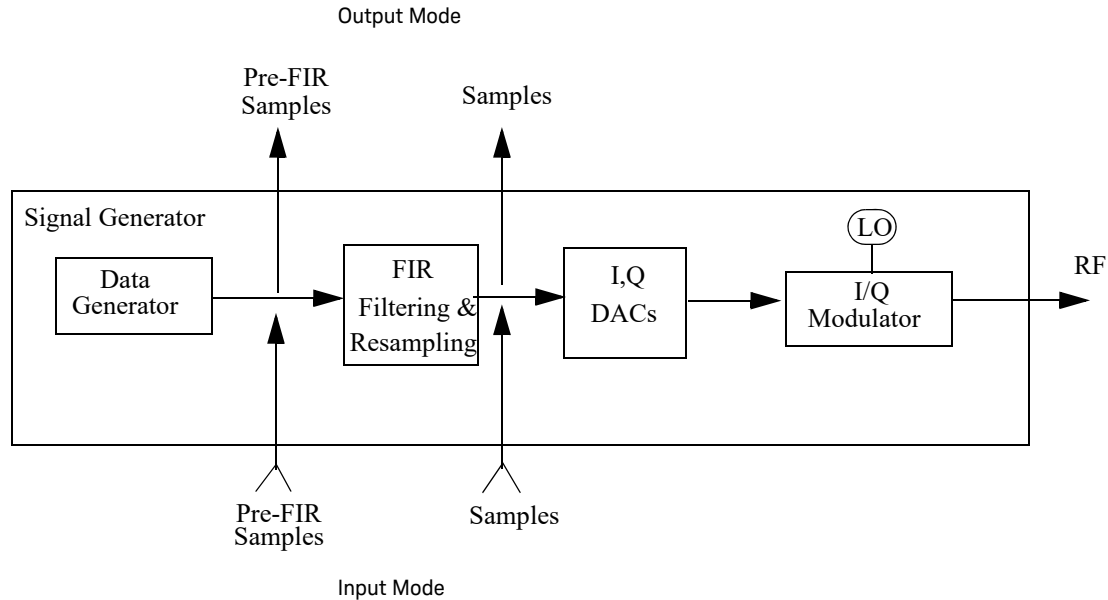 Output Mode
Pre-FIR
Samples
Samples
Signal Generator
Data
Generator
FIR
Filtering &
Resampling
I,Q
DACs
LO
I/Q
Modulator
RF
Pre-FIR
Samples
Samples
Input Mode